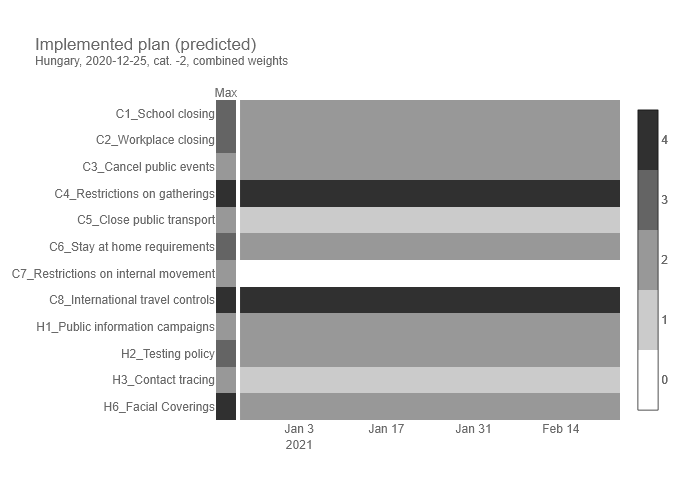 Implemented plan (predicted)
Hungary, 2020-12-25, cat. -2, combined weights
Max
C1_School closing
C2_Workplace closing
C3_Cancel public events
C4_Restrictions on gatherings
C5_Close public transport
C6_Stay at home requirements
C7_Restrictions on internal movement
C8_International travel controls
H1_Public information campaigns
H2_Testing policy
H3_Contact tracing
H6_Facial Coverings
Jan 3 Jan 17 Jan 31 Feb 14
2021
4
3
2
1
0